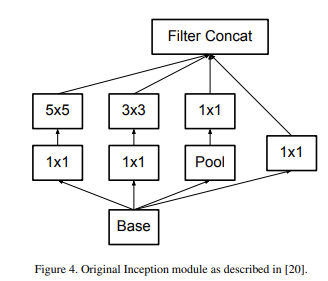 Filter Concat
5x5 3x3 1x1
1x1 1x1 Pool 1x1
Base
Figure 4. Original Inception module as described in [20].